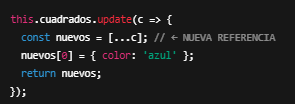 this.cuadrados.update(c => {
  const nuevos = [...c]; // ← NUEVA REFERENCIA
  nuevos[0] = { color: 'azul' };
  return nuevos;
});